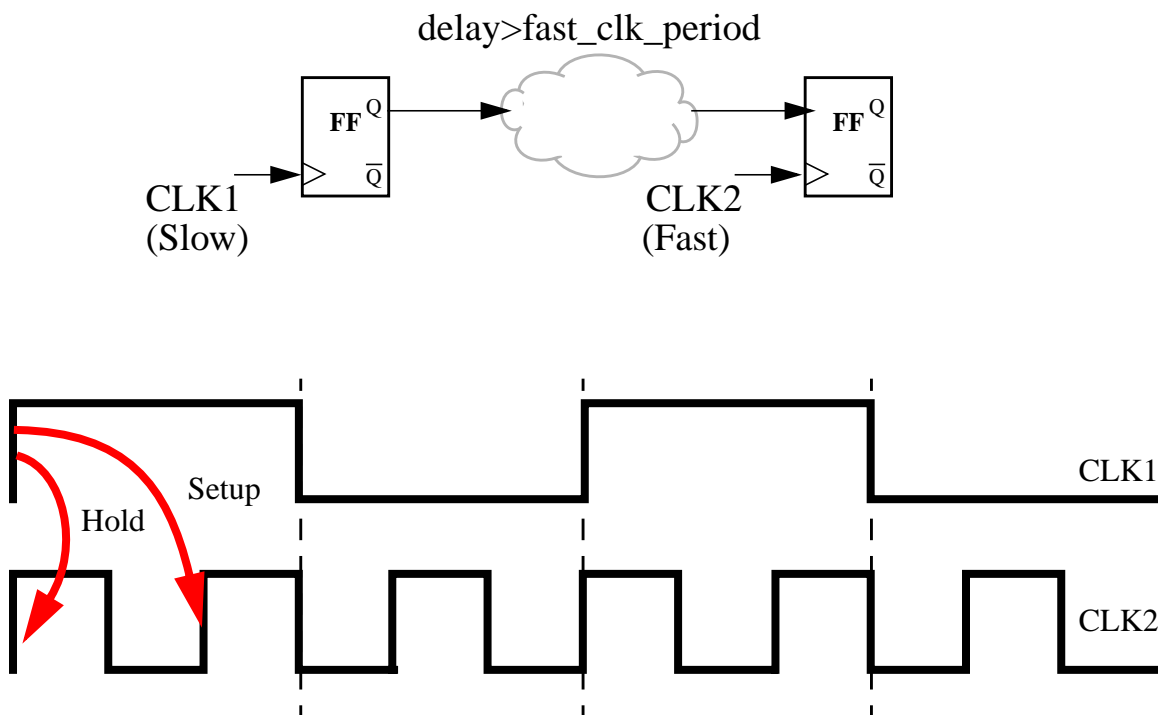 delay>fast_clk_period
FF Q
Q
CLK1
(Slow)
FF Q
Q
CLK2
(Fast)
Setup
Hold
CLK1
CLK2